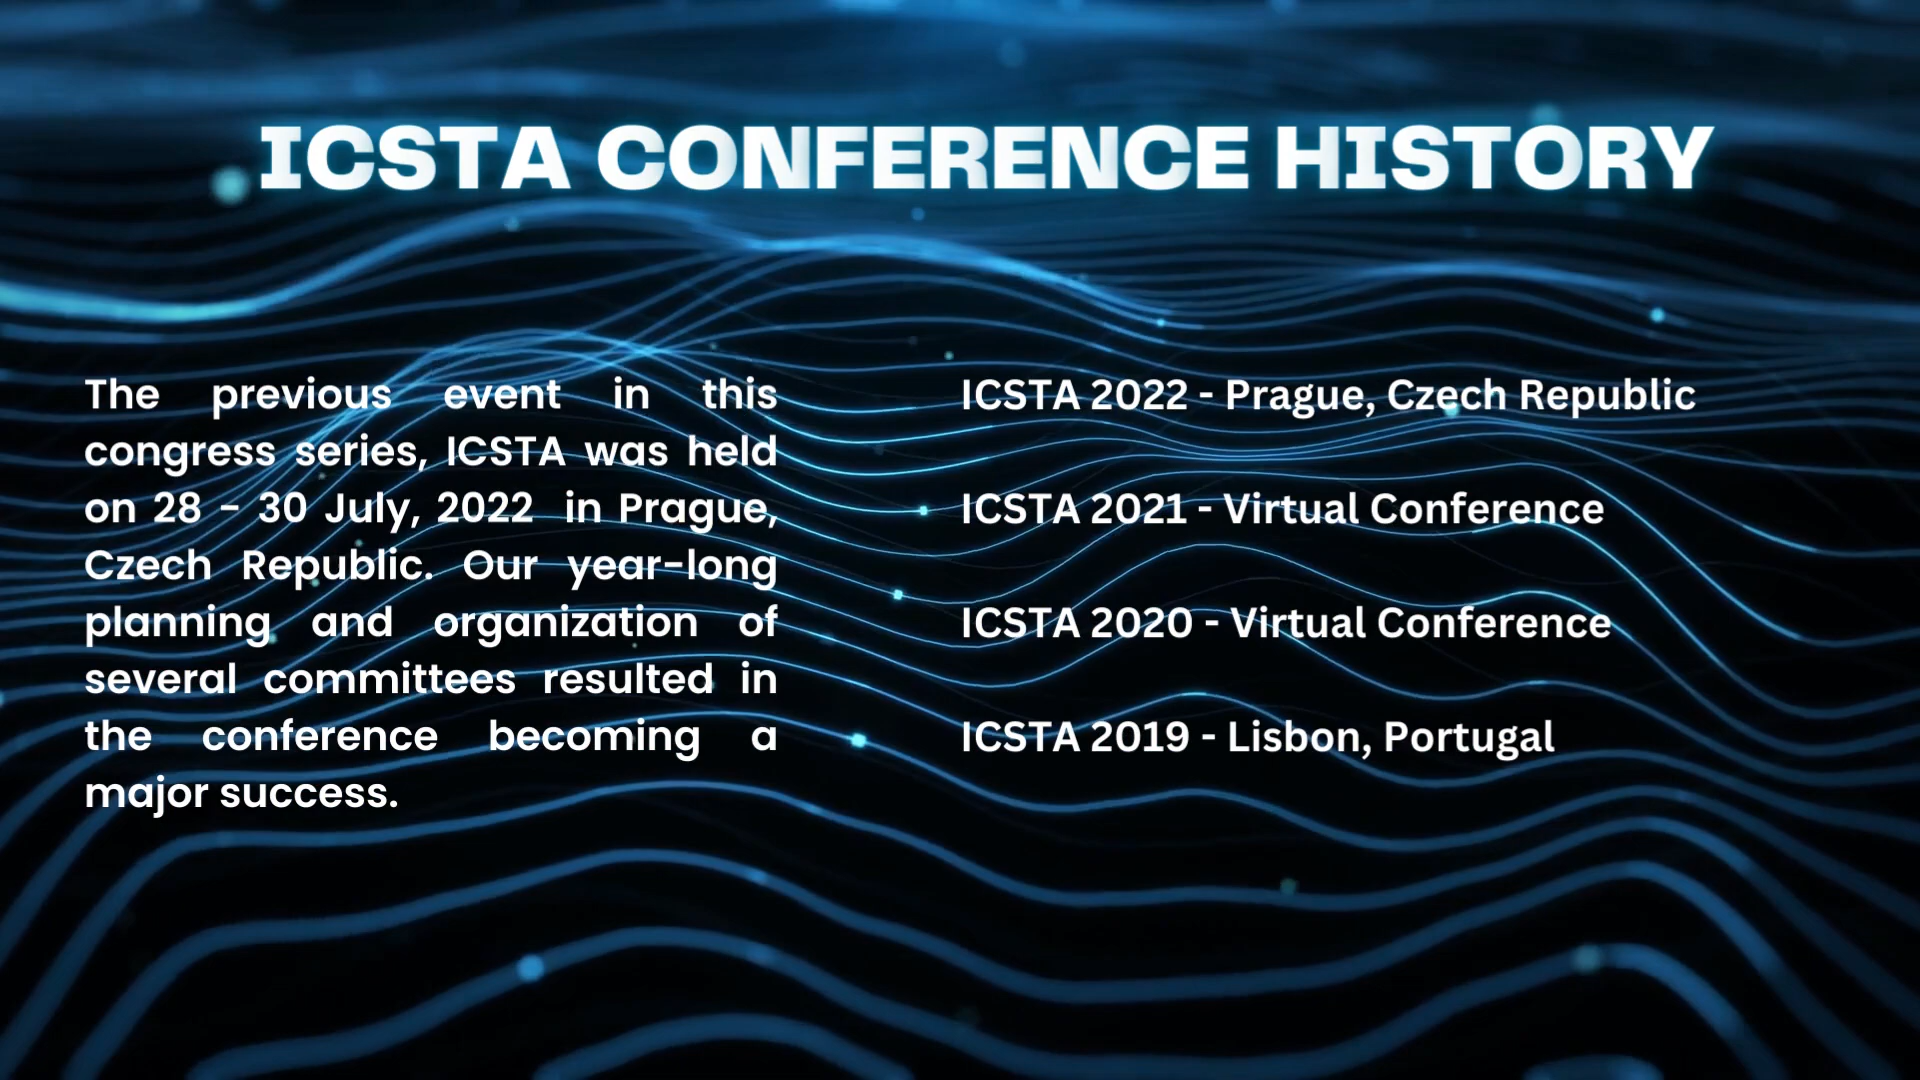 ICSTA CONFERENCE HISTORY
The previous event in this
congress series, ICSTA was held
on 28 - 30 July, 2022 in Prague,
Czech Republic. Our year-long
planning and organization of
several committees resulted in
the conference becoming a
major success.
ICSTA 2022 - Prague, Czech Republic
ICSTA 2021 - Virtual Conference
ICSTA 2020 - Virtual Conference
ICSTA 2019 - Lisbon, Portugal